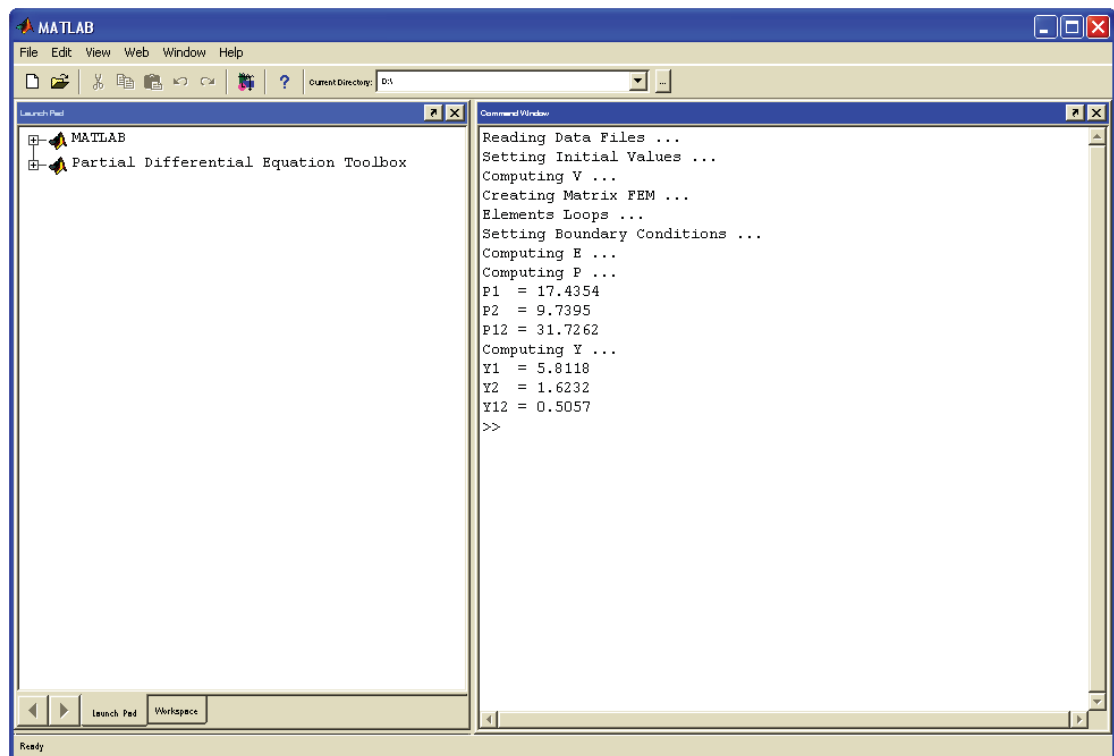 MATLAB
File Edit View Web Window Help
? Current Directory: D:\ ...
Launch Pad
MATLAB
Partial Differential Equation Toolbox
Launch Pad Workspace
Command Window
Reading Data Files ...
Setting Initial Values ...
Computing V ...
Creating Matrix FEM ...
Elements Loops ...
Setting Boundary Conditions ...
Computing E ...
Computing P ...
P1  = 17.4354
P2  = 9.7395
P12 = 31.7262
Computing Y ...
Y1  = 5.8118
Y2  = 1.6232
Y12 = 0.5057
>>
Ready